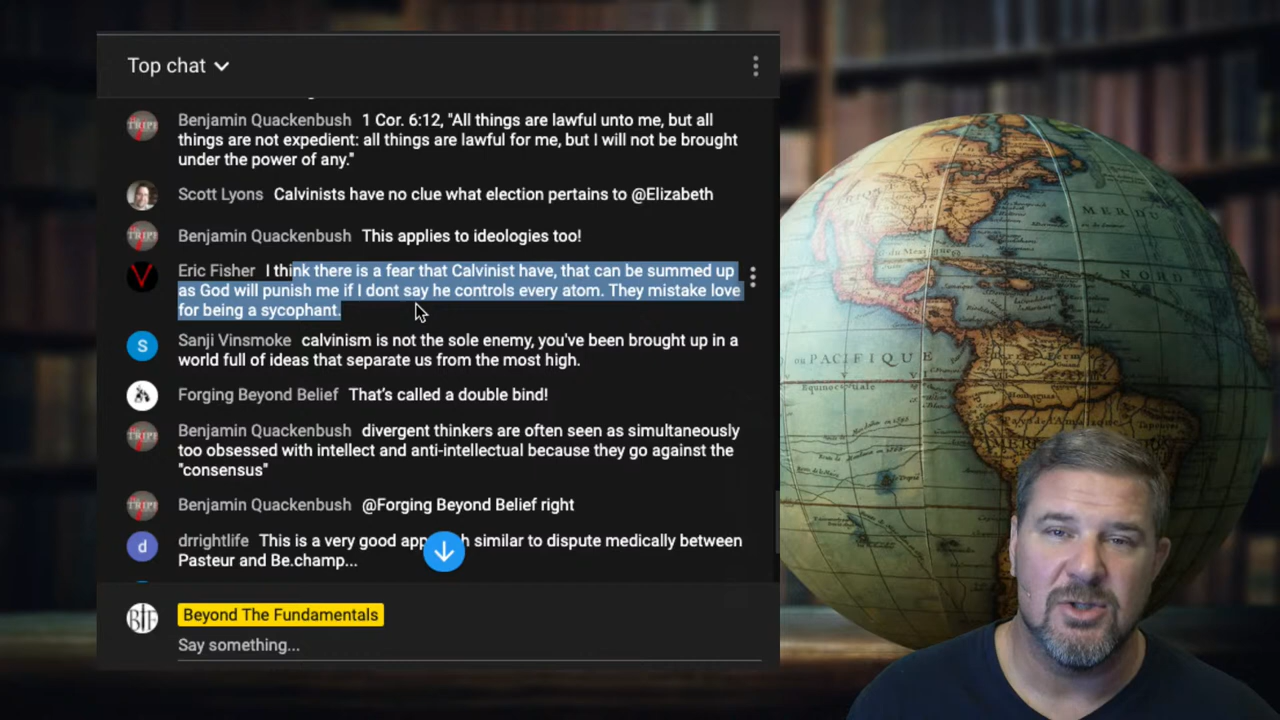 Top chat
Benjamin Quackenbush 1 Cor. 6:12, "All things are lawful unto me, but all
things are not expedient: all things are lawful for me, but I will not be brought
under the power of any."
Scott Lyons Calvinists have no clue what election pertains to @Elizabeth
Benjamin Quackenbush This applies to ideologies too!
Eric Fisher I think there is a fear that Calvinist have, that can be summed up
as God will punish me if I dont say he controls every atom. They mistake love
for being a sycophant.
S
Sanji Vinsmoke calvinism is not the sole enemy, you've been brought up in a
world full of ideas that separate us from the most high.
Forging Beyond Belief That's called a double bind!
Benjamin Quackenbush divergent thinkers are often seen as simultaneously
too obsessed with intellect and anti-intellectual because they go against the
"consensus"
Benjamin Quackenbush @Forging Beyond Belief right
d
drrightlife This is a very good similar to dispute medically between
Pasteur and Be.champ...
BTF
Beyond The Fundamentals
Say something...
MER DU
NORD
PACIFIQUE